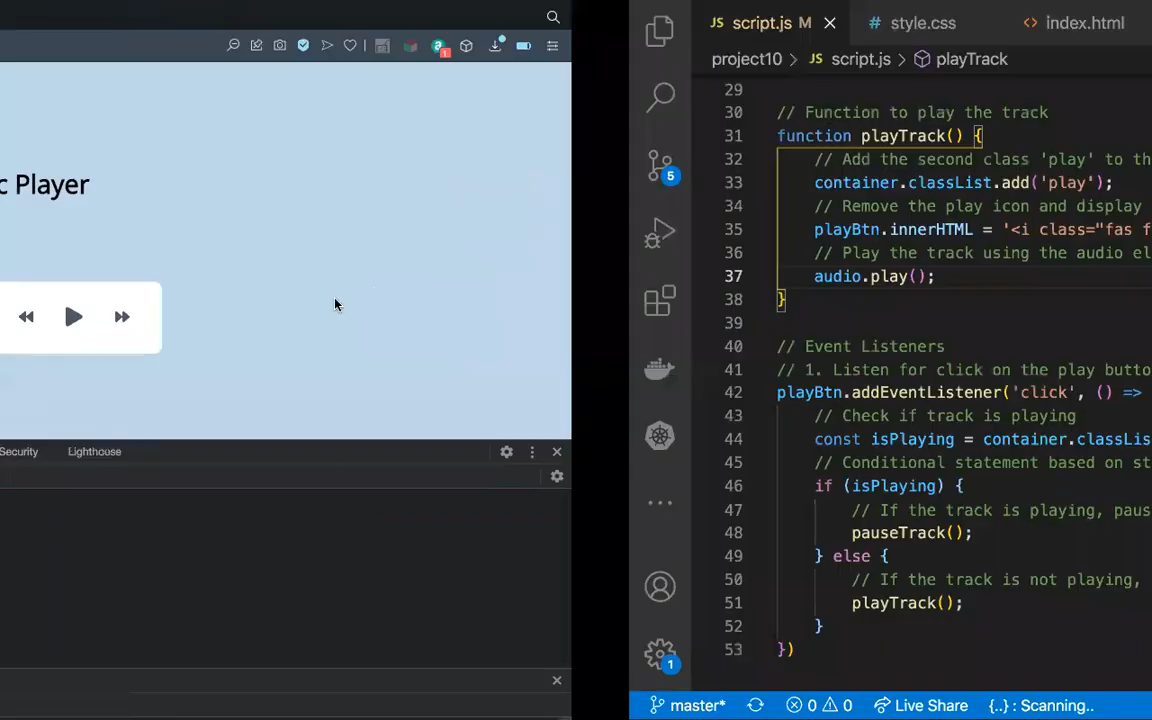 c Player
Security Lighthouse
1
JS script.js M
# style.css
<> index.html
project10 > JS script.js > playTrack
29
30 // Function to play the track
31 function playTrack() {
32 // Add the second class 'play' to th
33 container.classList.add('play');
34 // Remove the play icon and display
35 playBtn.innerHTML = '<i class="fas f
36 // Play the track using the audio el
37 audio.play();
38 }
39
40 // Event Listeners
41 // 1. Listen for click on the play butto
42 playBtn.addEventListener('click', () =>
43 // Check if track is playing
44 const isPlaying = container.classLis
45 // Conditional statement based on st
46 if (isPlaying) {
47 // If the track is playing, paus
48 pauseTrack();
49 } else {
50 // If the track is not playing,
51 playTrack();
52 }
53 })
5
1
master* 0 0 Live Share {..} : Scanning..